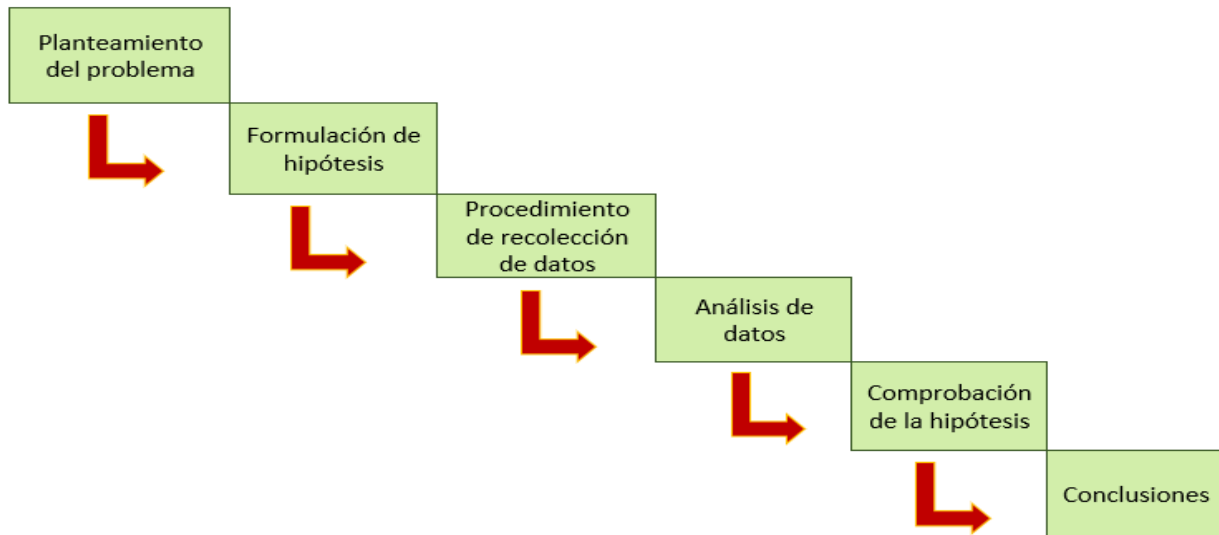 Planteamiento
del problema
Formulación de
hipótesis
Procedimiento
de recolección
de datos
Análisis de
datos
Comprobación
de la hipótesis
Conclusiones